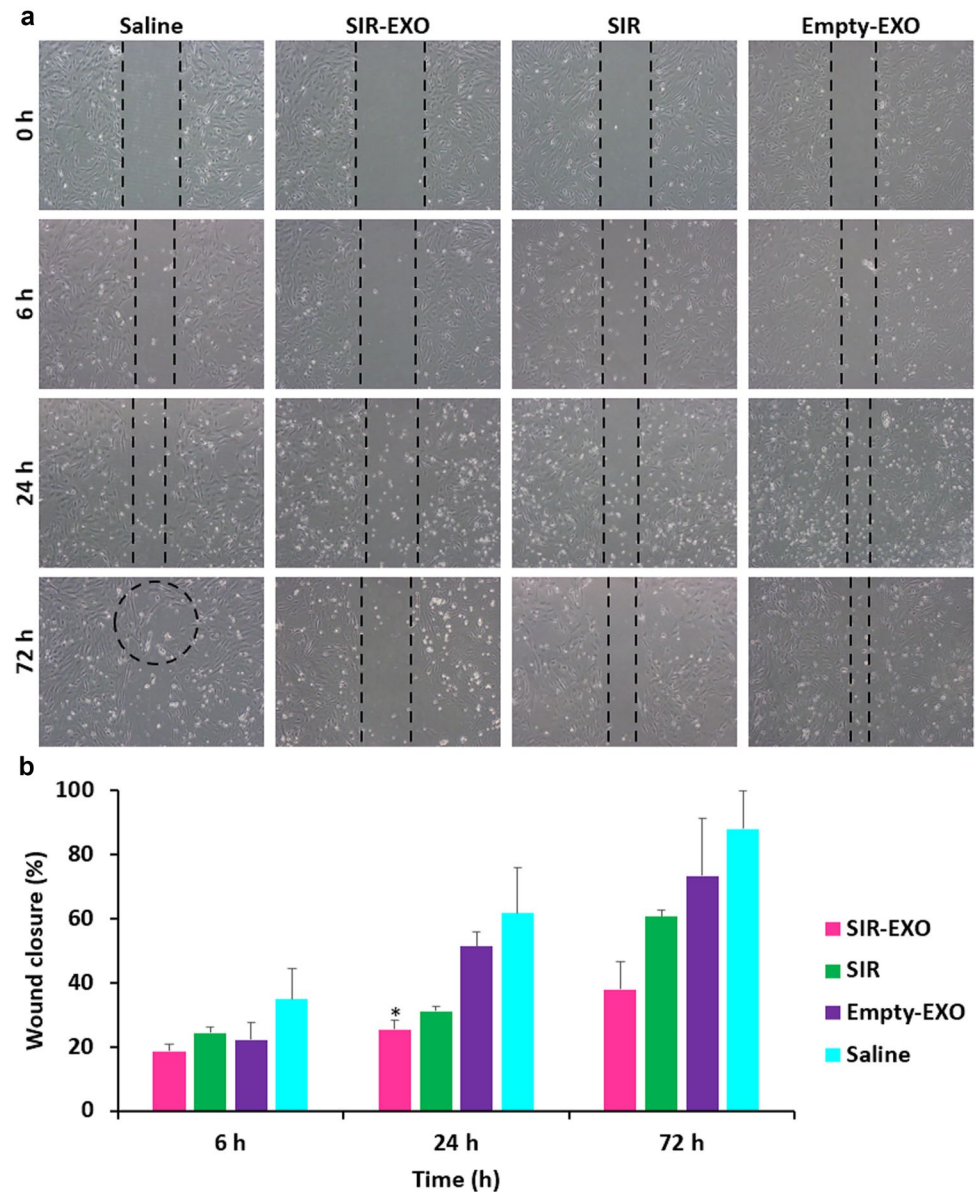 a
Saline SIR-EXO SIR Empty-EXO
0 h
6 h
24 h
72 h
b
Wound closure (%)
100
80
60
40
20
0
*
6 h 24 h 72 h
Time (h)
SIR-EXO
SIR
Empty-EXO
Saline